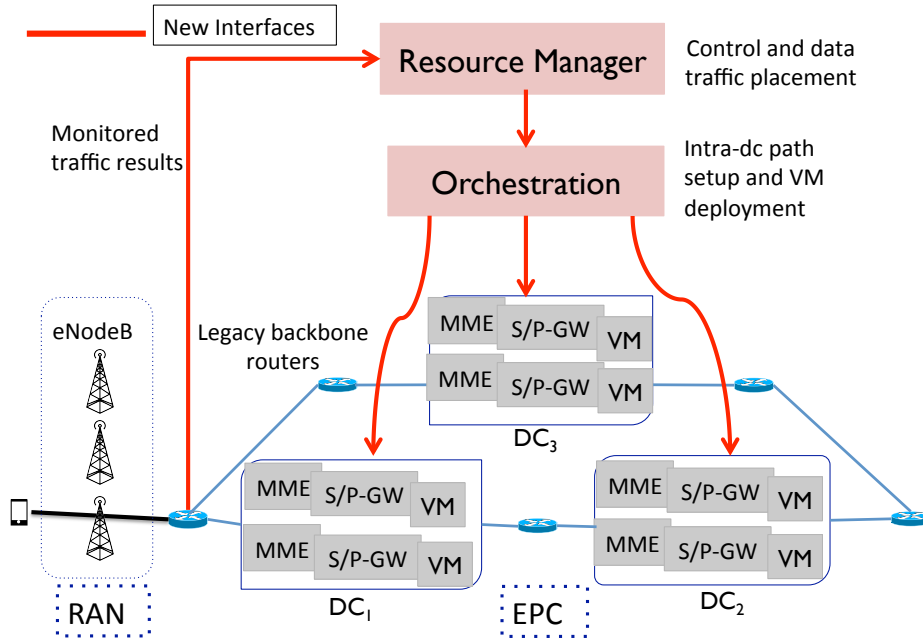 New Interfaces
Resource Manager
Control and data
traffic placement
Monitored
traffic results
Orchestration
Intra-dc path
setup and VM
deployment
eNodeB
Legacy backbone
routers
MME S/P-GW VM
MME S/P-GW VM
DC3
MME S/P-GW VM
MME S/P-GW VM
DC1
MME S/P-GW VM
MME S/P-GW VM
DC2
RAN
EPC